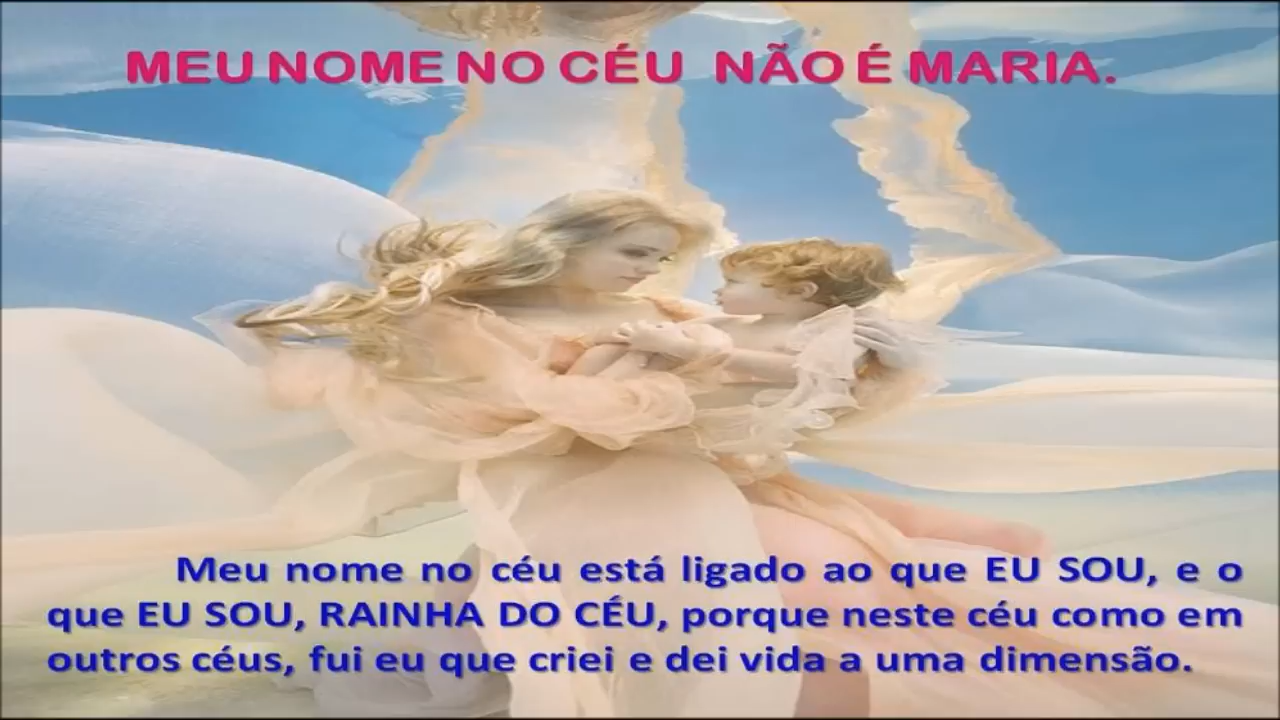 MEU NOME NO CÉU NÃO É MARIA.
Meu nome no céu está ligado ao que EU SOU, e o
que EU SOU, RAINHA DO CÉU, porque neste céu como em
outros céus, fui eu que criei e dei vida a uma dimensão.